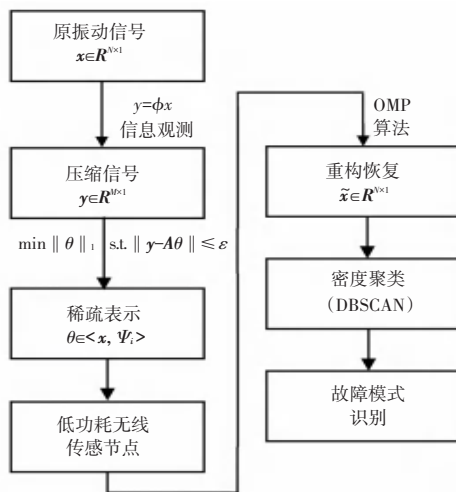 原振动信号
x∈R^{N×1}
y=ϕx
信息观测
压缩信号
y∈R^{M×1}
min‖θ‖₁ s.t.‖y-Aθ‖≤ε
稀疏表示
θ∈<x, Ψᵢ>
低功耗无线
传感节点
OMP
算法
重构恢复
x̃∈R^{N×1}
密度聚类
(DBSCAN)
故障模式
识别